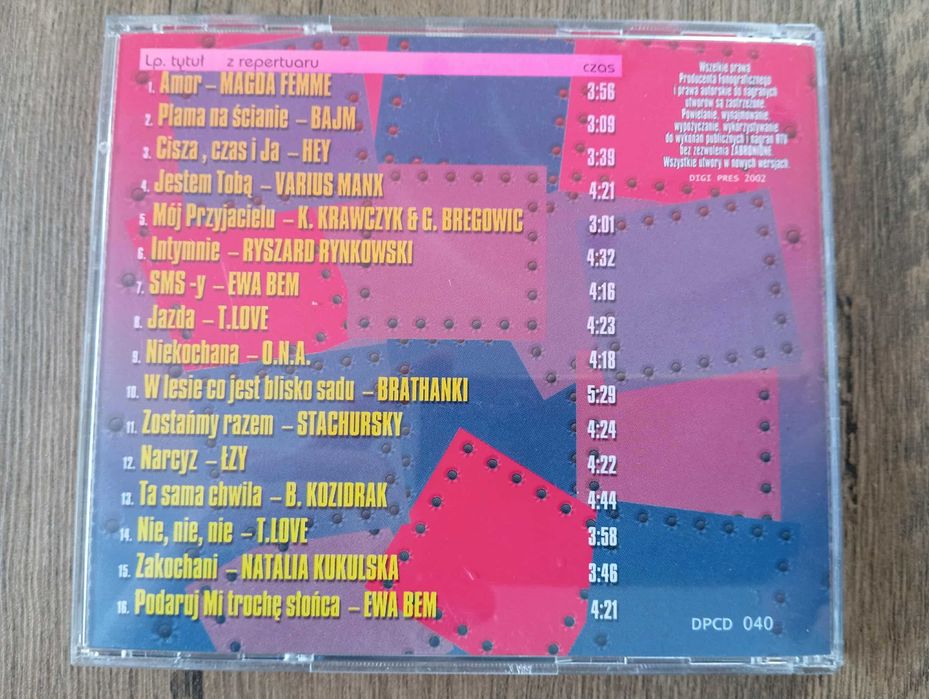 Lp. tytuł z repertuaru czas
1. Amor – MAGDA FEMME 3:56
2. Plama na ścianie – BAJM 3:09
3. Cisza , czas i Ja – HEY 3:39
4. Jestem Tobą – VARIUS MANX 4:21
5. Mój Przyjacielu – K. KRAWCZYK & G. BREGOWIC 3:01
6. Intymnie – RYSZARD RYNKOWSKI 4:32
7. SMS -y – EWA BEM 4:16
8. Jazda – T.LOVE 4:23
9. Niekochana – O.N.A. 4:18
10. W lesie co jest blisko sadu – BRATHANKI 5:29
11. Zostańmy razem – STACHURSKY 4:24
12. Narcyz – ŁZY 4:22
13. Ta sama chwila – B. KOZIDRAK 4:44
14. Nie, nie, nie – T.LOVE 3:58
15. Zakochani – NATALIA KUKULSKA 3:46
16. Podaruj Mi trochę słońca – EWA BEM 4:21
Wszelkie prawa
Producenta Fonograficznego
i prawa autorskie do nagranych
utworów są zastrzeżone.
Powielanie, wynajmowanie,
wypożyczanie, wykorzystywanie
do wykonań publicznych i nagrań RTV
bez zezwolenia ZABRONIONE.
Wszystkie utwory w nowych wersjach.
DIGI PRES 2002
DPCD 040